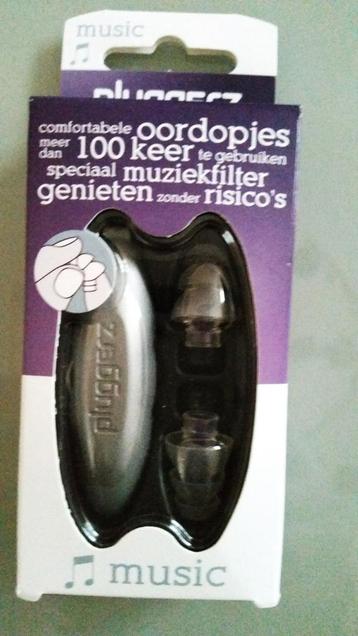 music
pluggerz
comfortabele oordopjes
meer dan 100 keer te gebruiken
speciaal muziekfilter
genieten zonder risico's
pluggerz
music